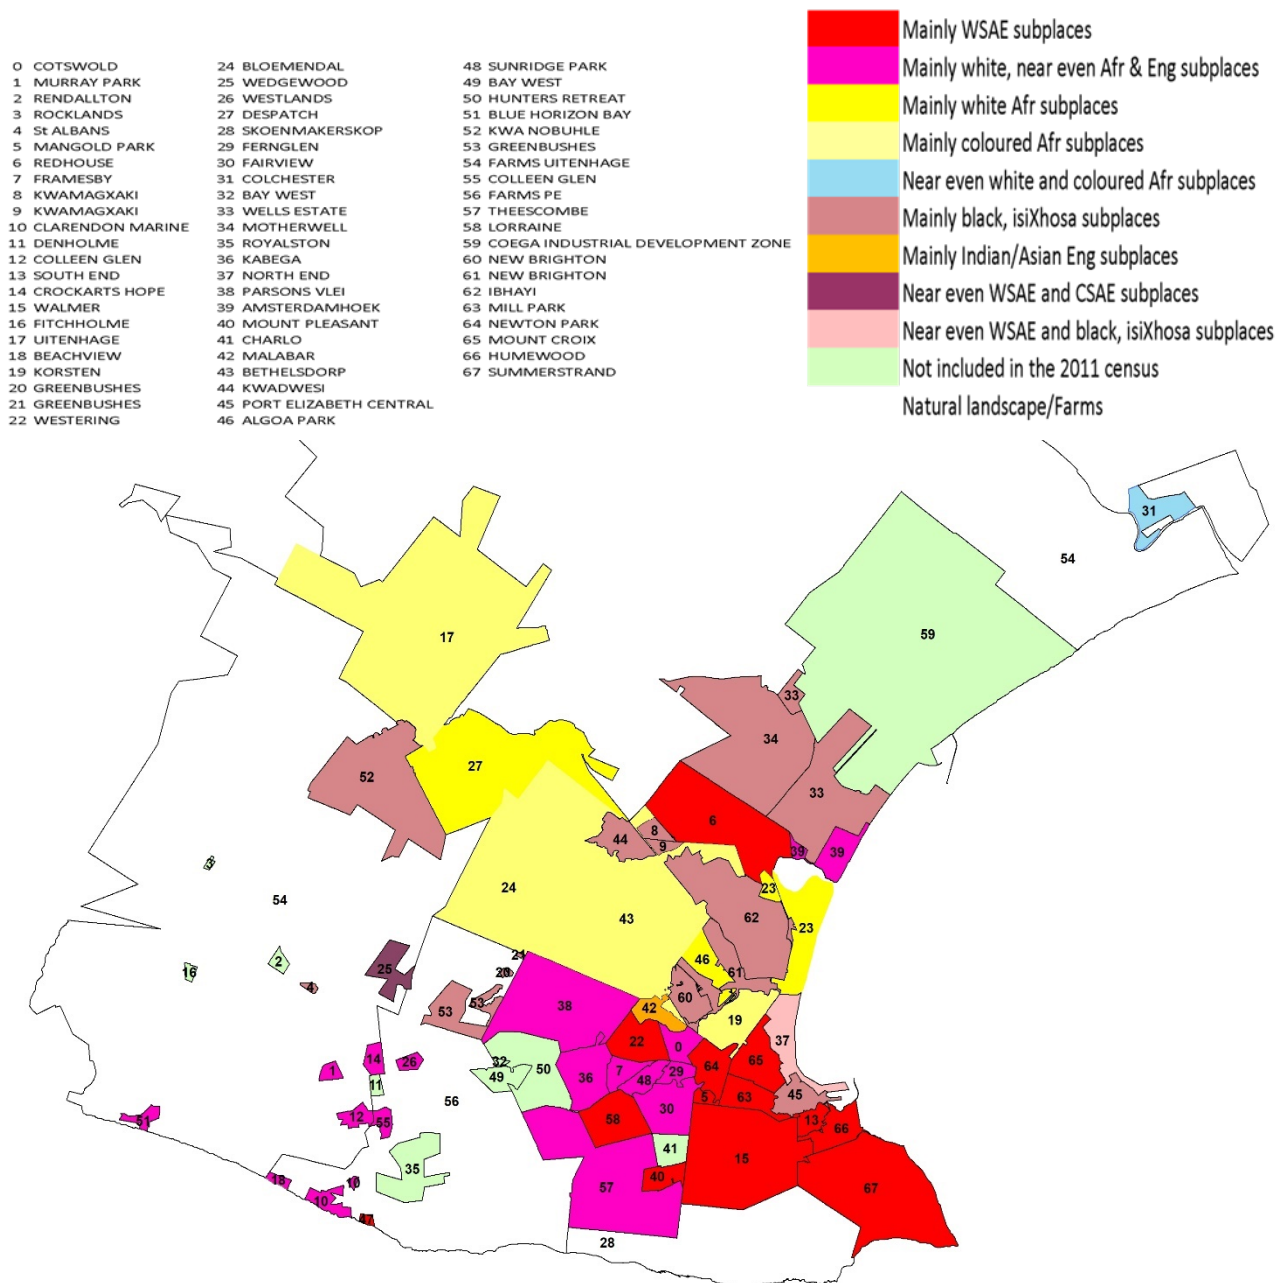 0 COTSWOLD
1 MURRAY PARK
2 RENDALLTON
3 ROCKLANDS
4 St ALBANS
5 MANGOLD PARK
6 REDHOUSE
7 FRAMESBY
8 KWAMAGXAKI
9 KWAMAGXAKI
10 CLARENDON MARINE
11 DENHOLME
12 COLLEEN GLEN
13 SOUTH END
14 CROCKARTS HOPE
15 WALMER
16 FITCHHOLME
17 UITENHAGE
18 BEACHVIEW
19 KORSTEN
20 GREENBUSHES
21 GREENBUSHES
22 WESTERING
24 BLOEMENDAL
25 WEDGEWOOD
26 WESTLANDS
27 DESPATCH
28 SKOENMAKERSKOP
29 FERNGLEN
30 FAIRVIEW
31 COLCHESTER
32 BAY WEST
33 WELLS ESTATE
34 MOTHERWELL
35 ROYALSTON
36 KABEGA
37 NORTH END
38 PARSONS VLEI
39 AMSTERDAMHOEK
40 MOUNT PLEASANT
41 CHARLO
42 MALABAR
43 BETHELSDORP
44 KWADWESI
45 PORT ELIZABETH CENTRAL
46 ALGOA PARK
48 SUNRIDGE PARK
49 BAY WEST
50 HUNTERS RETREAT
51 BLUE HORIZON BAY
52 KWA NOBUHLE
53 GREENBUSHES
54 FARMS UITENHAGE
55 COLLEEN GLEN
56 FARMS PE
57 THEESCOMBE
58 LORRAINE
59 COEGA INDUSTRIAL DEVELOPMENT ZONE
60 NEW BRIGHTON
61 NEW BRIGHTON
62 IBHAYI
63 MILL PARK
64 NEWTON PARK
65 MOUNT CROIX
66 HUMEWOOD
67 SUMMERSTRAND
Mainly WSAE subplaces
Mainly white, near even Afr & Eng subplaces
Mainly white Afr subplaces
Mainly coloured Afr subplaces
Near even white and coloured Afr subplaces
Mainly black, isiXhosa subplaces
Mainly Indian/Asian Eng subplaces
Near even WSAE and CSAE subplaces
Near even WSAE and black, isiXhosa subplaces
Not included in the 2011 census
Natural landscape/Farms
31
54
59
17
33
34
27
52
33
6
8
44
9
39
39
24
23
54
43
62
23
2
21
16
25
46
61
4
53
53
38
42
60
19
22
0
37
14
26
32
50
65
1
49
36
7
48
29
64
11
45
5
63
56
51
12
55
58
30
13
66
41
15
35
40
18
10
10
57
67
28